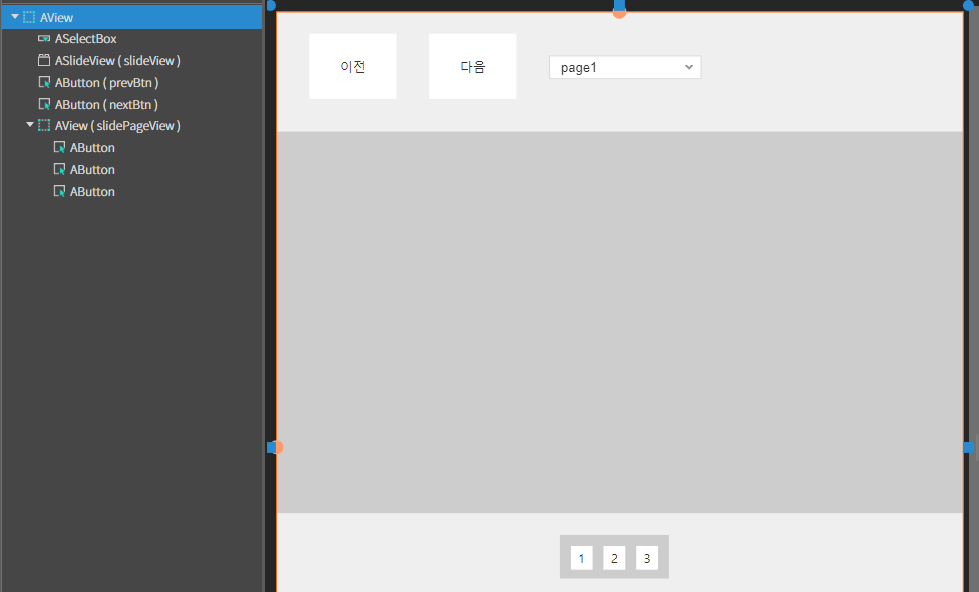 AView
ASelectBox
ASlideView ( slideView )
AButton ( prevBtn )
AButton ( nextBtn )
AView ( slidePageView )
AButton
AButton
AButton
이전 다음 page1
1 2 3